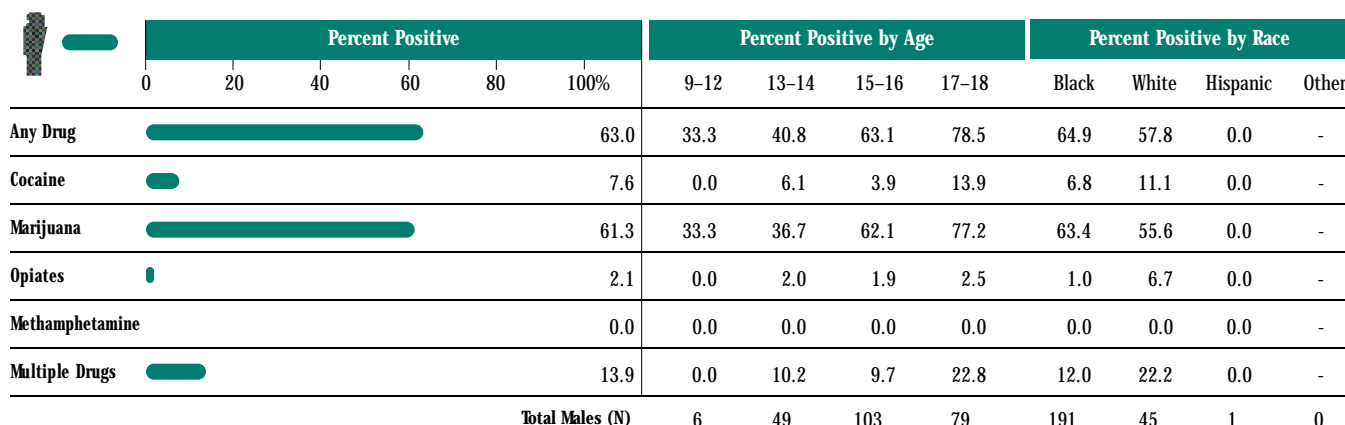 Percent Positive Percent Positive by Age Percent Positive by Race
0 20 40 60 80 100% 9–12 13–14 15–16 17–18 Black White Hispanic Other
Any Drug 63.0 33.3 40.8 63.1 78.5 64.9 57.8 0.0 -
Cocaine 7.6 0.0 6.1 3.9 13.9 6.8 11.1 0.0 -
Marijuana 61.3 33.3 36.7 62.1 77.2 63.4 55.6 0.0 -
Opiates 2.1 0.0 2.0 1.9 2.5 1.0 6.7 0.0 -
Methamphetamine 0.0 0.0 0.0 0.0 0.0 0.0 0.0 0.0 -
Multiple Drugs 13.9 0.0 10.2 9.7 22.8 12.0 22.2 0.0 -
Total Males (N) 6 49 103 79 191 45 1 0